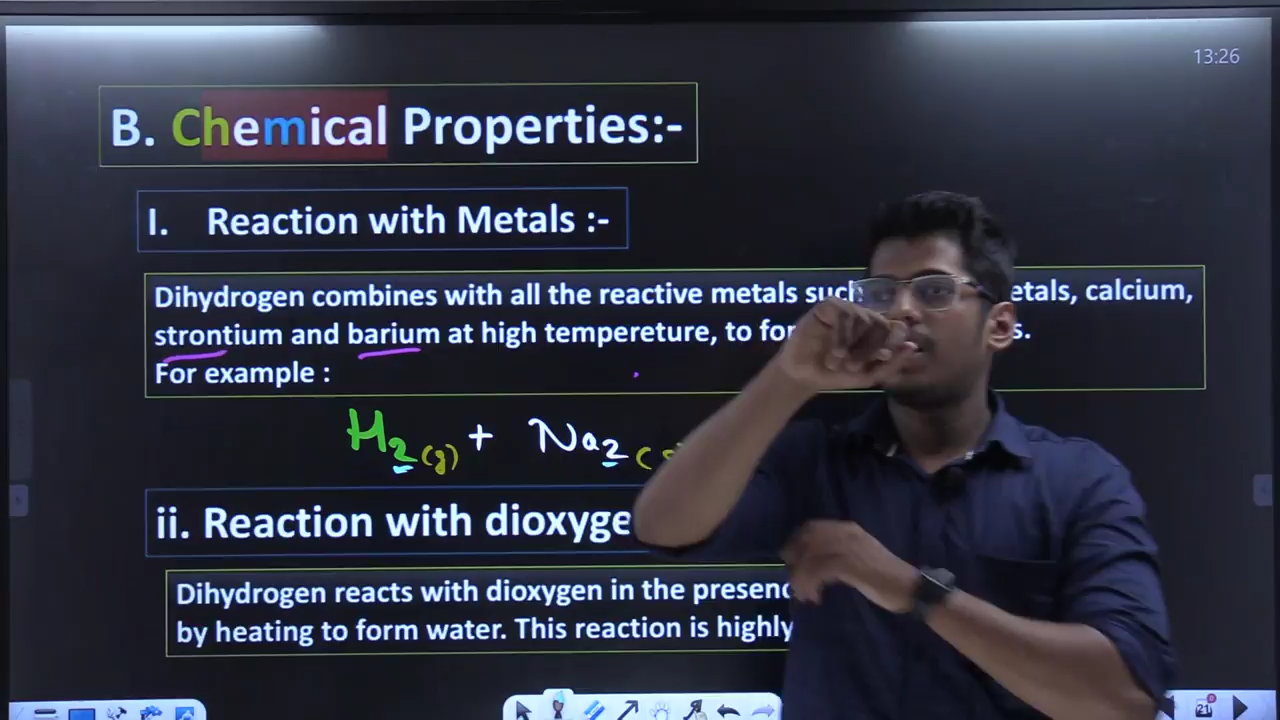 13:26
B. Chemical Properties:-
I. Reaction with Metals :-
Dihydrogen combines with all the reactive metals such etals, calcium,
strontium and barium at high tempereture, to for s.
For example :
H2(g) + Na2 (s)
ii. Reaction with dioxyge
Dihydrogen reacts with dioxygen in the presenc
by heating to form water. This reaction is highly
21